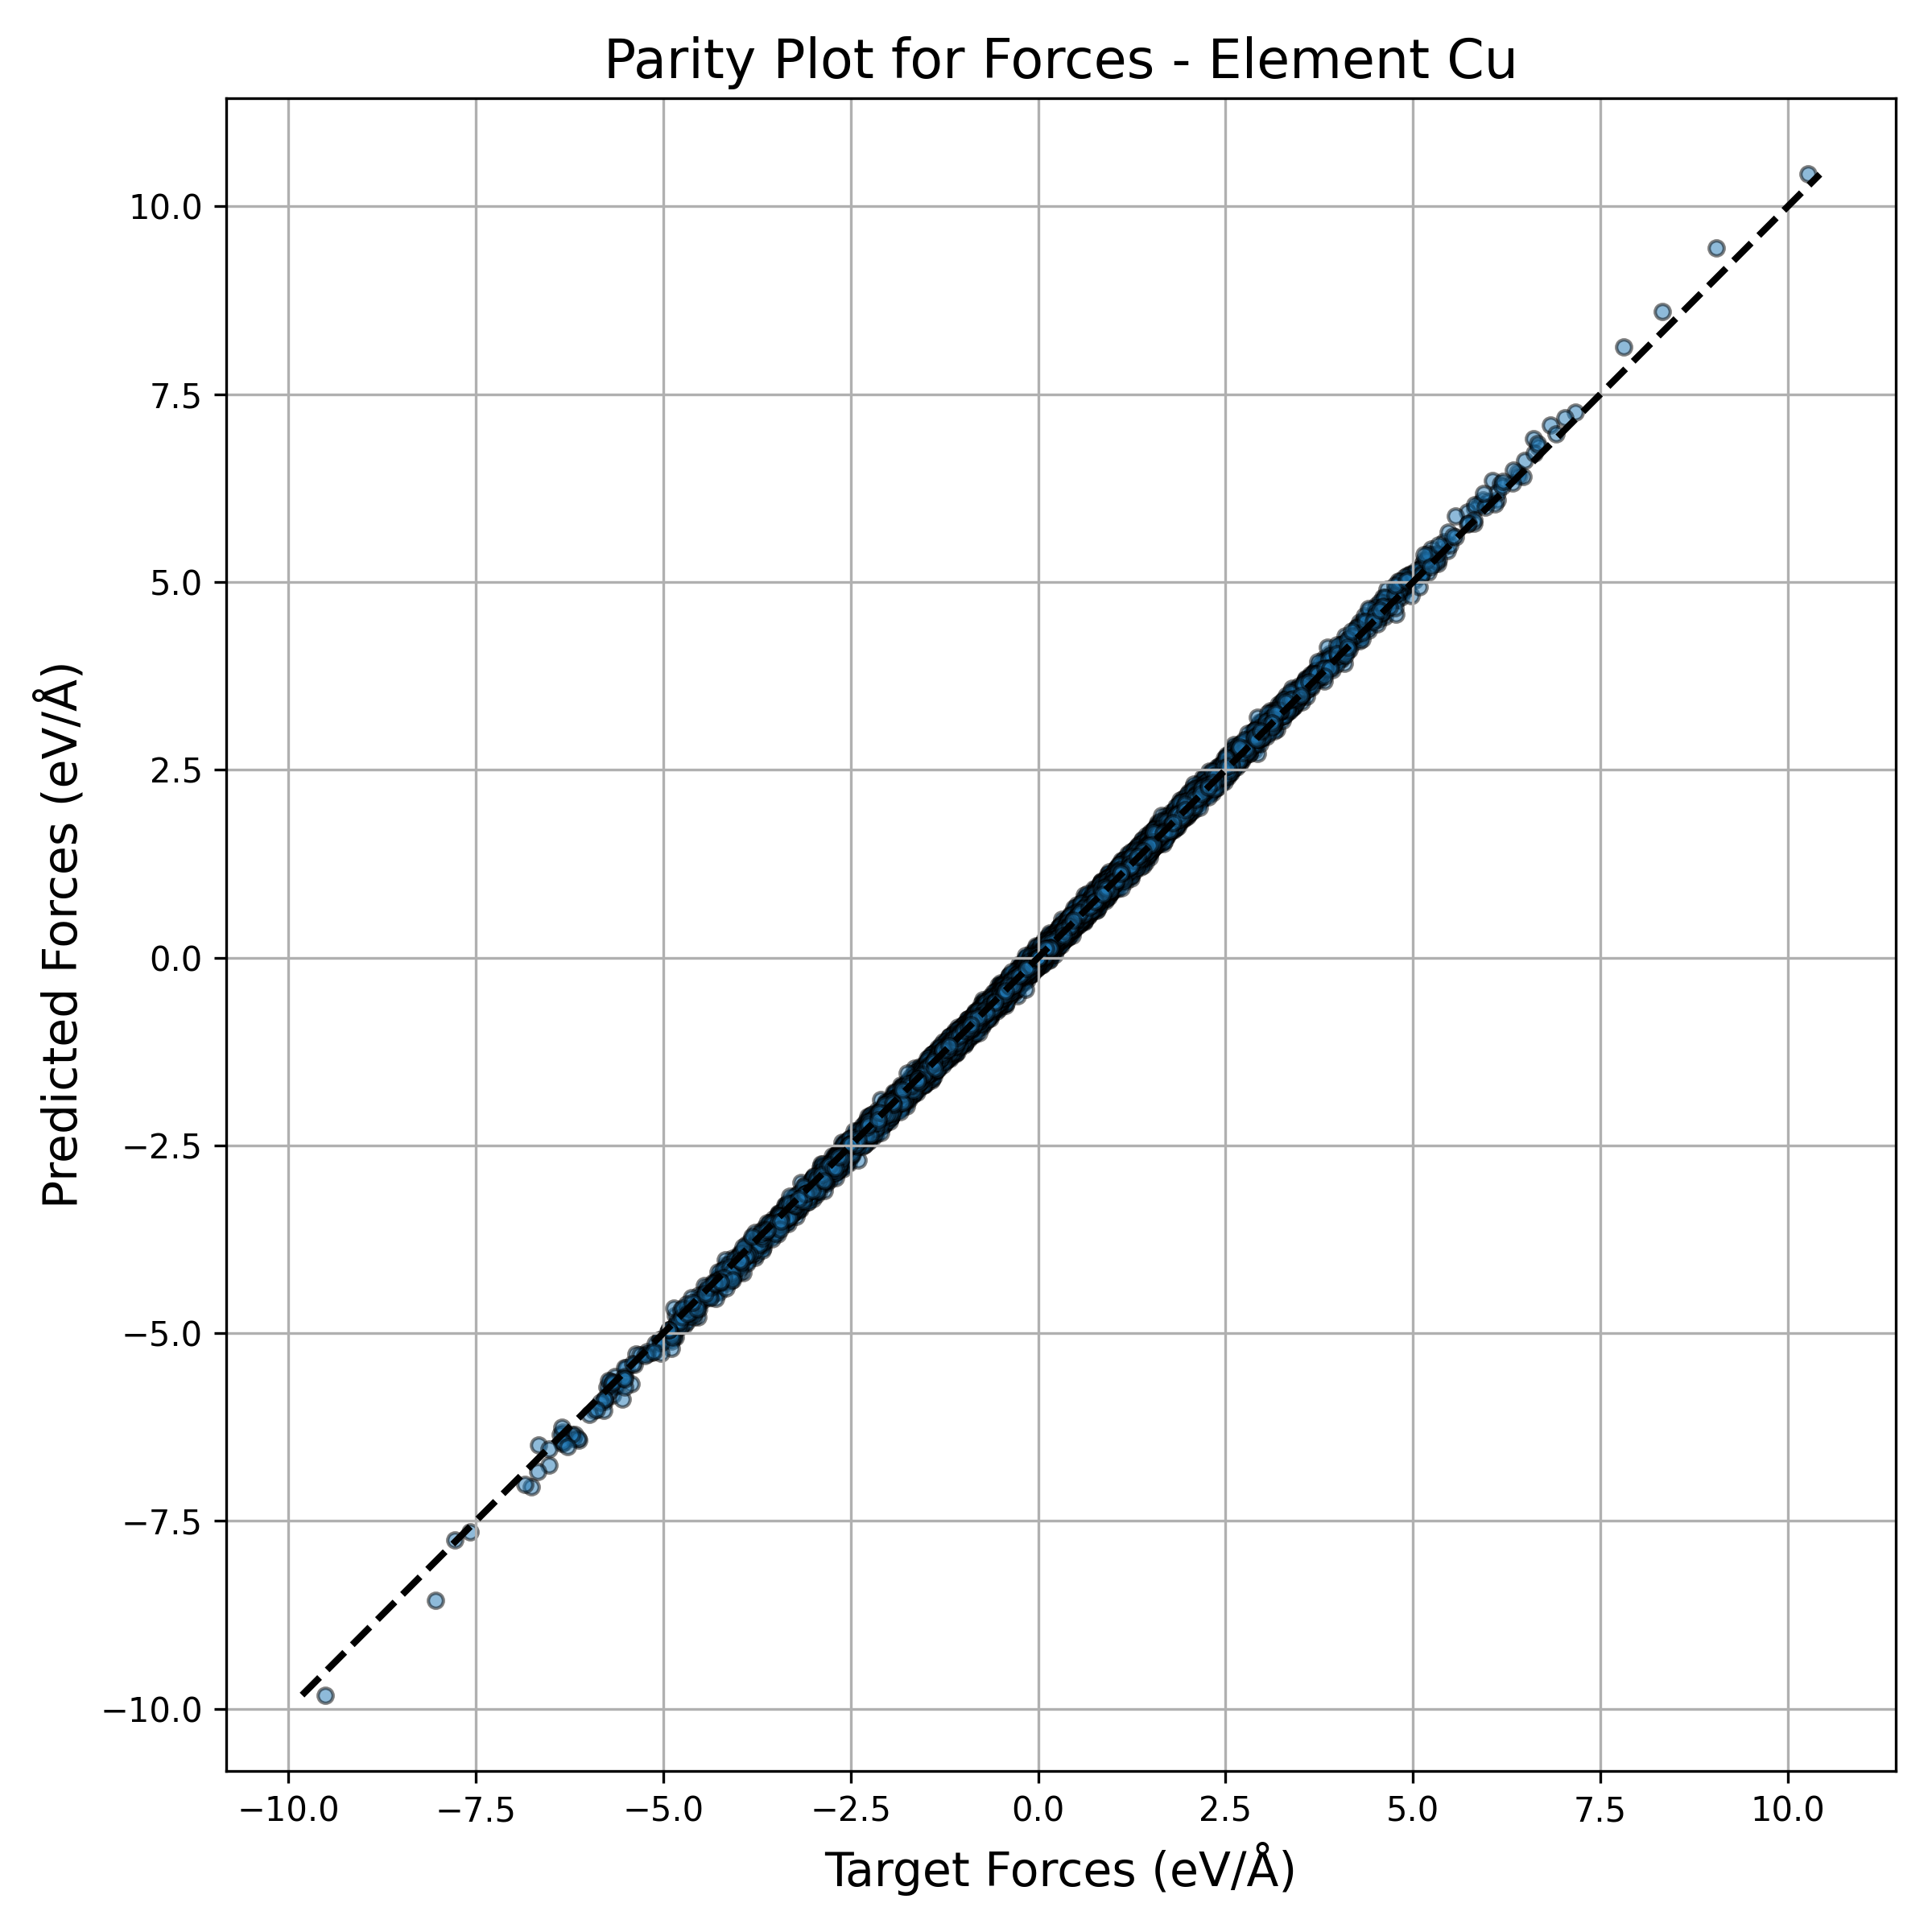 Parity Plot for Forces - Element Cu
Predicted Forces (eV/Å)
10.0
7.5
5.0
2.5
0.0
−2.5
−5.0
−7.5
−10.0
−10.0 −7.5 −5.0 −2.5 0.0 2.5 5.0 7.5 10.0
Target Forces (eV/Å)